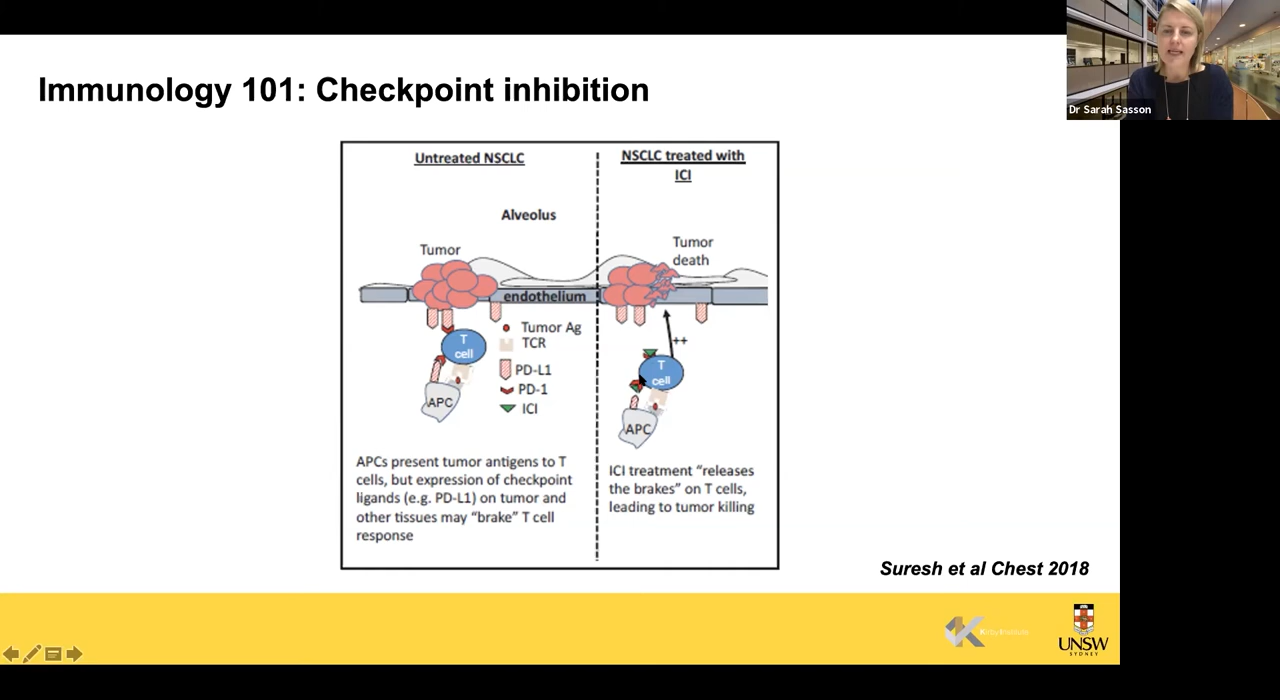 Dr Sarah Sasson
Immunology 101: Checkpoint inhibition
Untreated NSCLC
Alveolus
Tumor
endothelium
T
cell
APC
Tumor Ag
TCR
PD-L1
PD-1
ICI
APCs present tumor antigens to T
cells, but expression of checkpoint
ligands (e.g. PD-L1) on tumor and
other tissues may “brake” T cell
response
NSCLC treated with
ICI
Tumor
death
++
T
cell
APC
ICI treatment “releases
the brakes” on T cells,
leading to tumor killing
Suresh et al Chest 2018
Kirby Institute
UNSW
SYDNEY